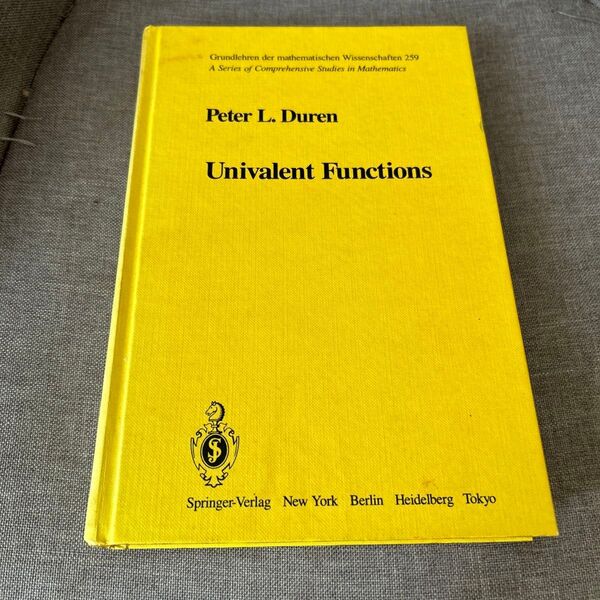 Grundlehren der mathematischen Wissenschaften 259
A Series of Comprehensive Studies in Mathematics
Peter L. Duren
Univalent Functions
Springer-Verlag New York Berlin Heidelberg Tokyo